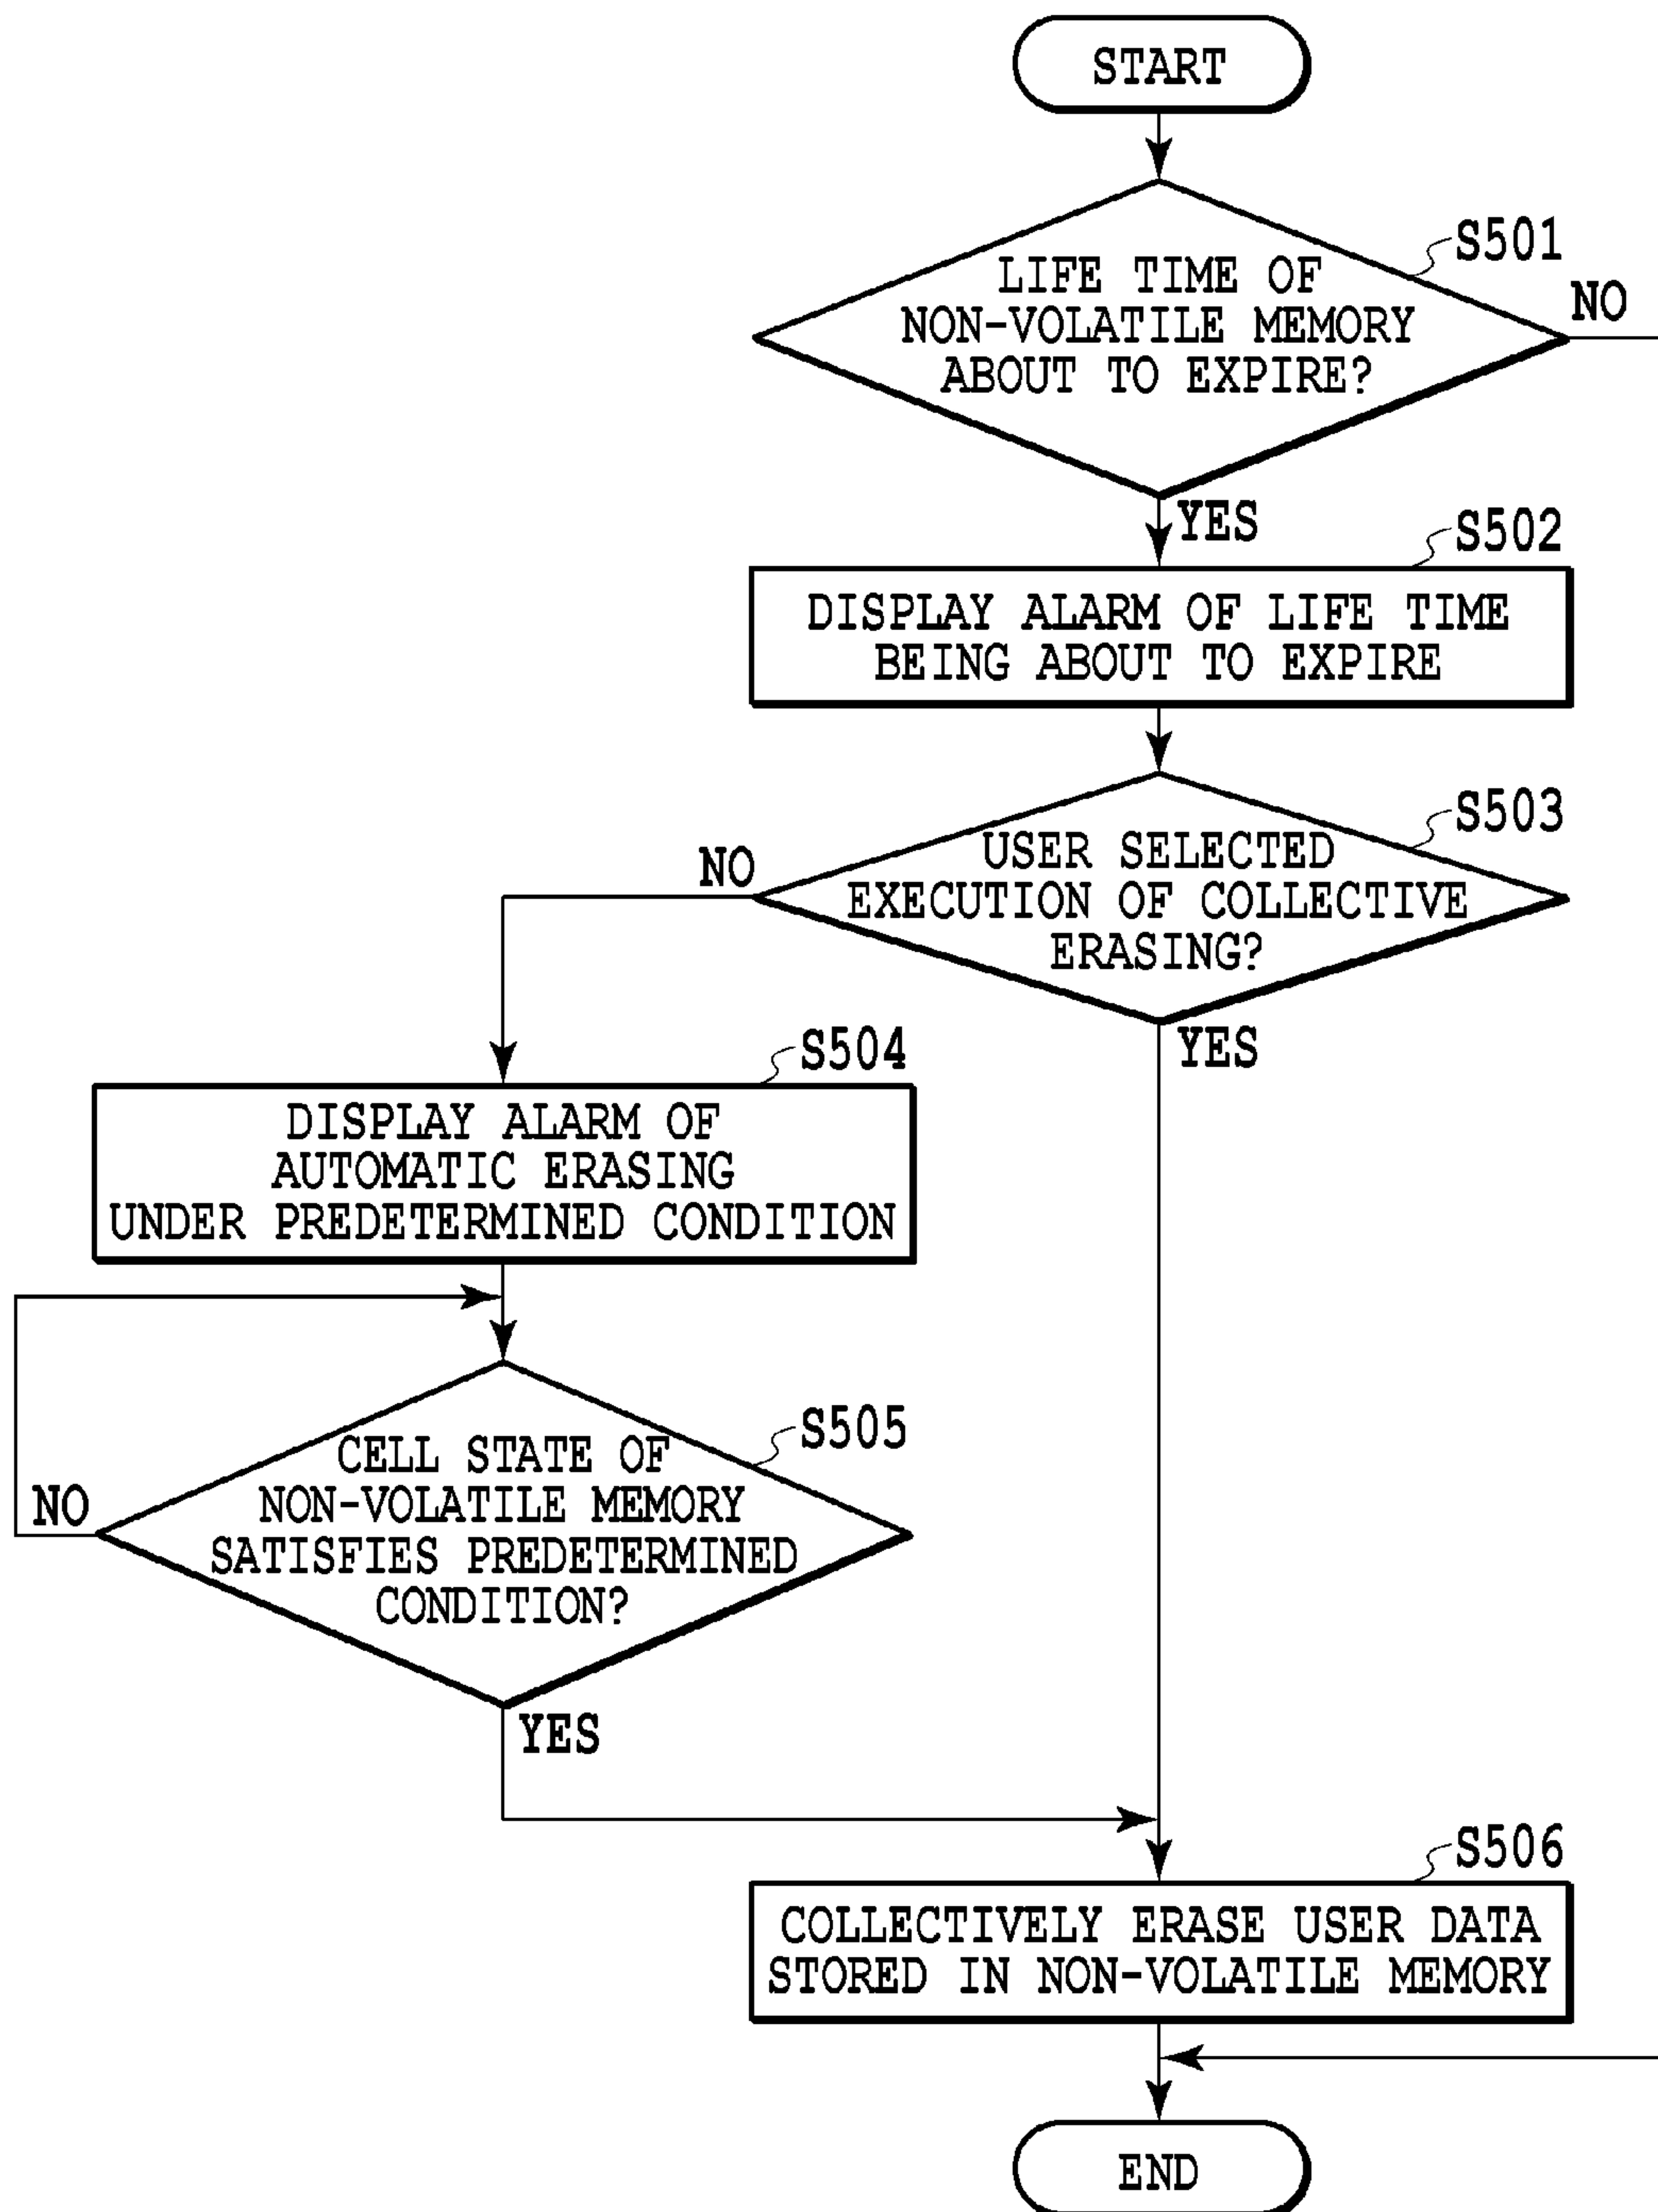 START
S501
LIFE TIME OF
NON-VOLATILE MEMORY
ABOUT TO EXPIRE?
NO
YES
S502
DISPLAY ALARM OF LIFE TIME
BEING ABOUT TO EXPIRE
S503
USER SELECTED
EXECUTION OF COLLECTIVE
ERASING?
NO
YES
S504
DISPLAY ALARM OF
AUTOMATIC ERASING
UNDER PREDETERMINED CONDITION
S505
CELL STATE OF
NON-VOLATILE MEMORY
SATISFIES PREDETERMINED
CONDITION?
NO
YES
S506
COLLECTIVELY ERASE USER DATA
STORED IN NON-VOLATILE MEMORY
END